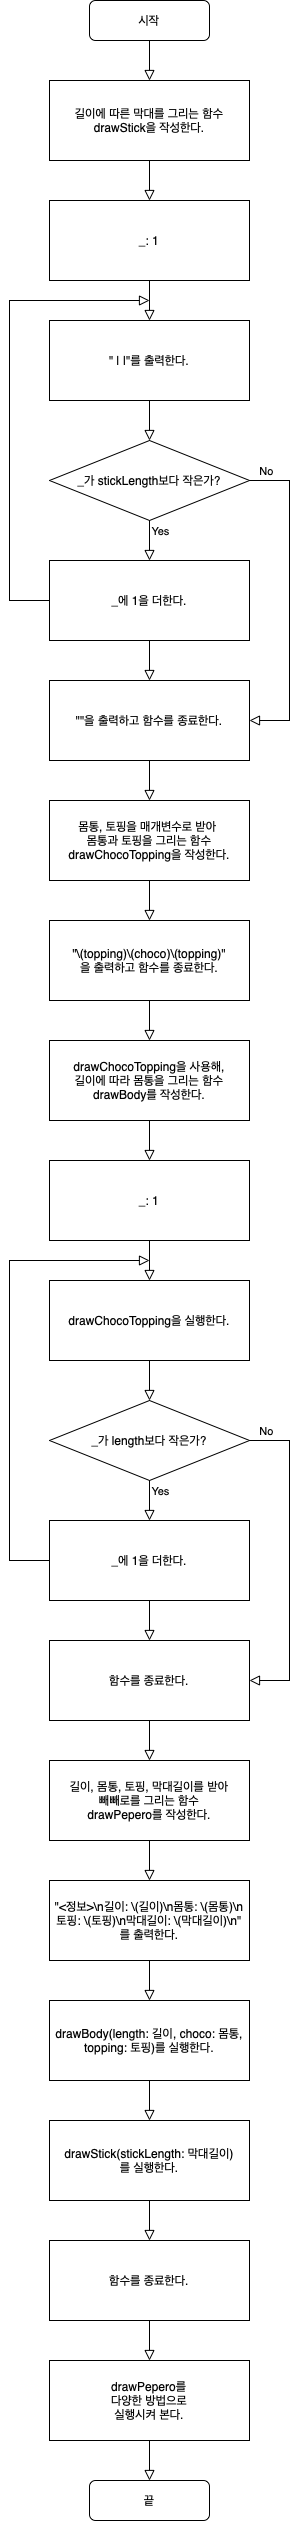 시작
길이에 따른 막대를 그리는 함수
drawStick을 작성한다.
_: 1
" | |"를 출력한다.
_가 stickLength보다 작은가?
No
Yes
_에 1을 더한다.
""을 출력하고 함수를 종료한다.
몸통, 토핑을 매개변수로 받아
몸통과 토핑을 그리는 함수
drawChocoTopping을 작성한다.
"\(topping)\(choco)\(topping)"
을 출력하고 함수를 종료한다.
drawChocoTopping을 사용해,
길이에 따라 몸통을 그리는 함수
drawBody를 작성한다.
_: 1
drawChocoTopping을 실행한다.
_가 length보다 작은가?
No
Yes
_에 1을 더한다.
함수를 종료한다.
길이, 몸통, 토핑, 막대길이를 받아
빼빼로를 그리는 함수
drawPepero를 작성한다.
"<정보>\n길이: \(길이)\n몸통: \(몸통)\n
토핑: \(토핑)\n막대길이: \(막대길이)\n"
를 출력한다.
drawBody(length: 길이, choco: 몸통,
topping: 토핑)를 실행한다.
drawStick(stickLength: 막대길이)
를 실행한다.
함수를 종료한다.
drawPepero를
다양한 방법으로
실행시켜 본다.
끝